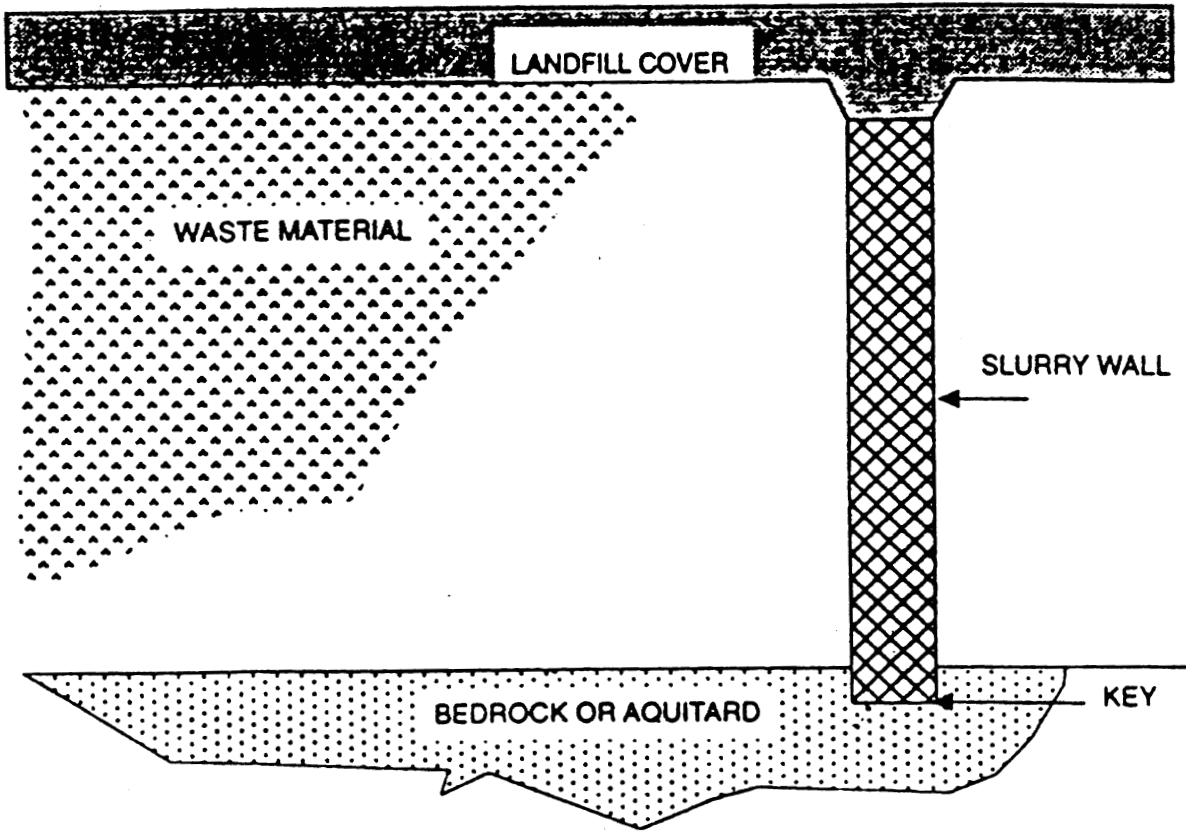 LANDFILL COVER
WASTE MATERIAL
SLURRY WALL
KEY
BEDROCK OR AQUITARD